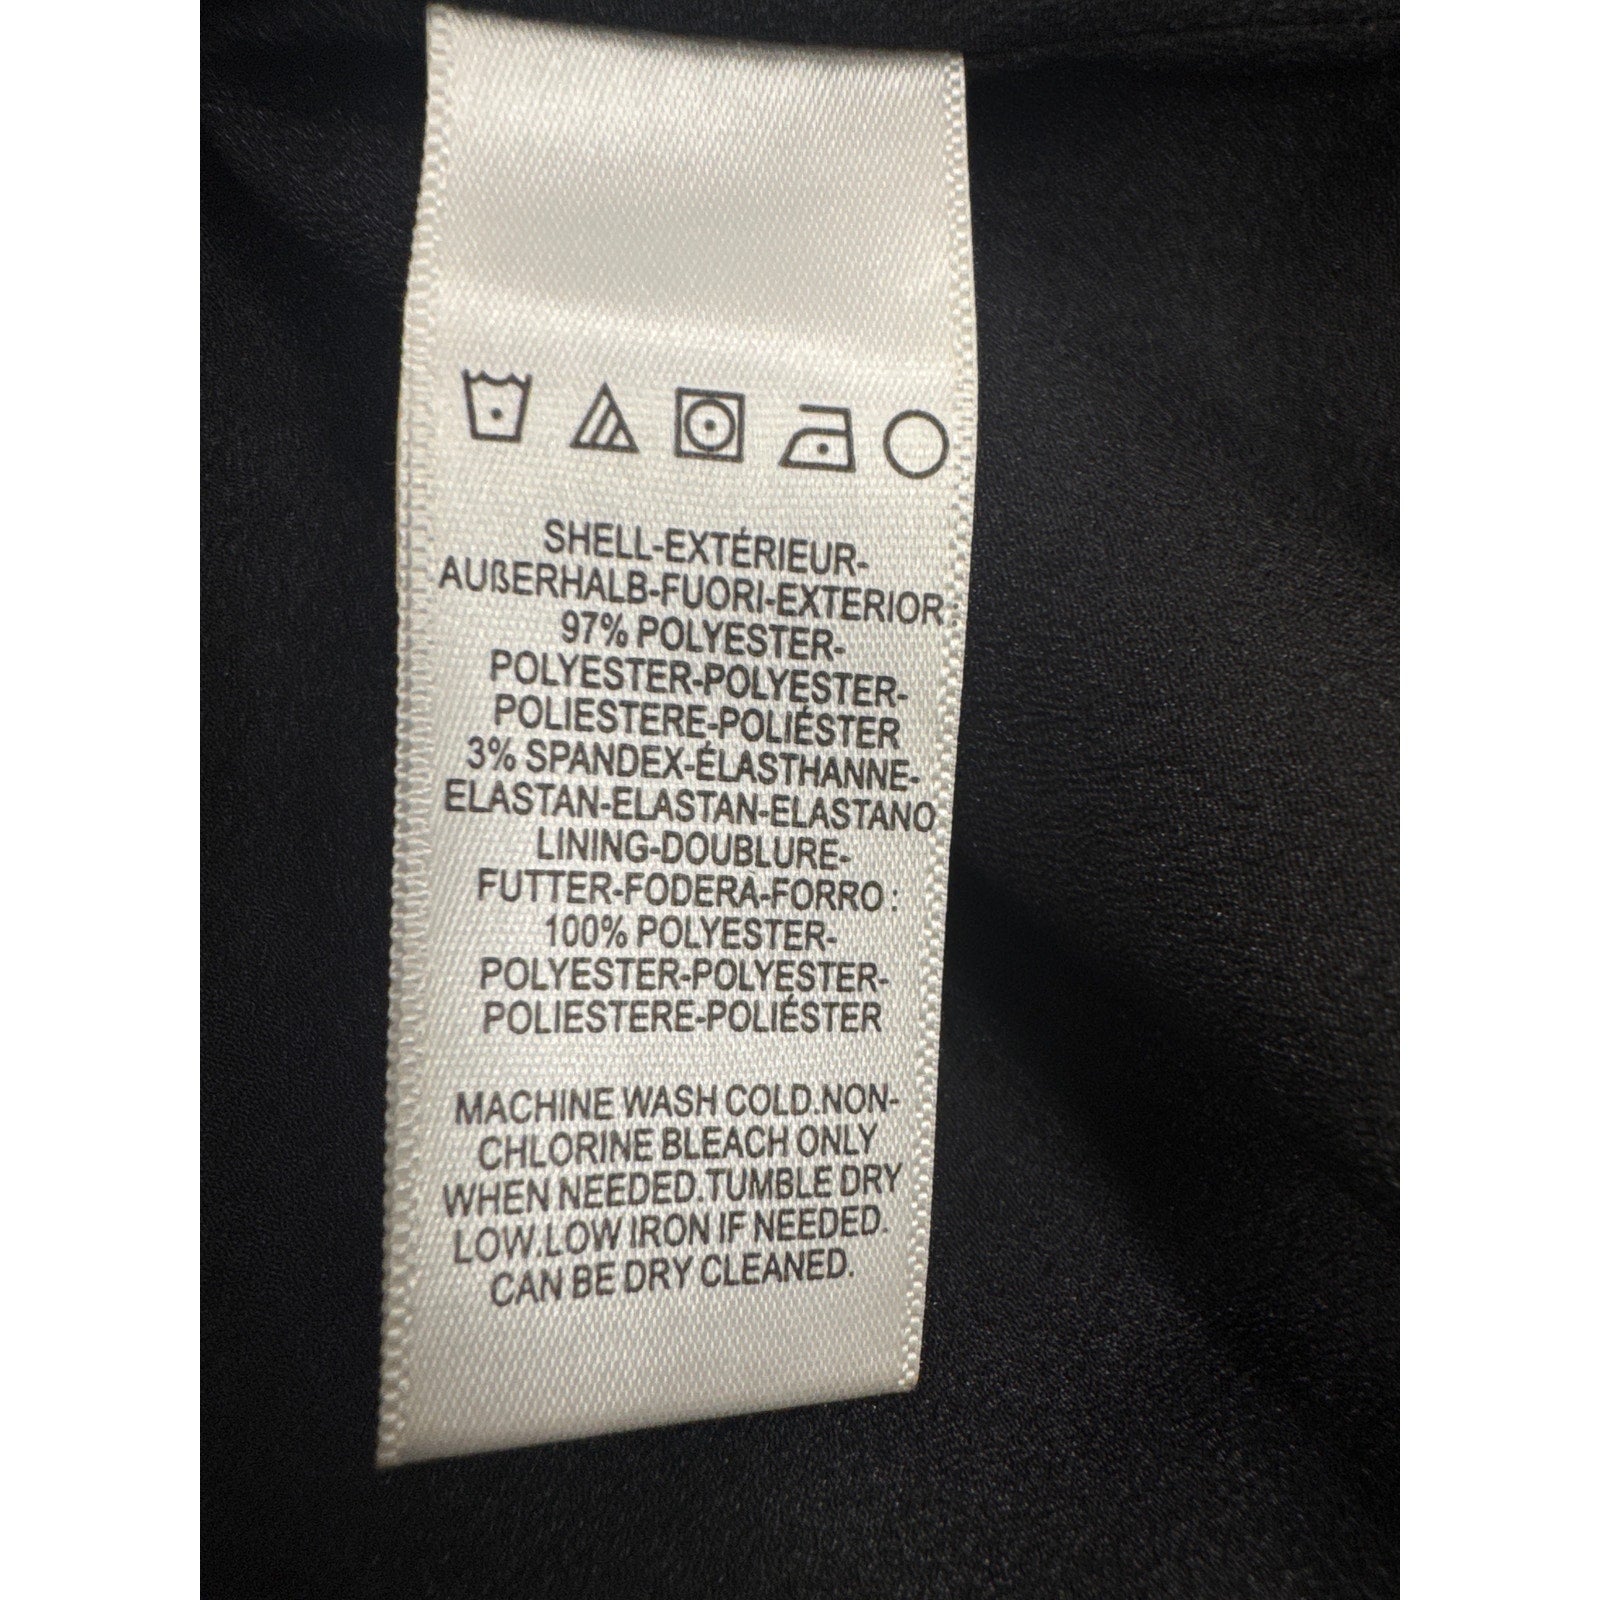 SHELL-EXTÉRIEUR-
AUßERHALB-FUORI-EXTERIOR:
97% POLYESTER-
POLYESTER-POLYESTER-
POLIESTERE-POLIÉSTER
3% SPANDEX-ÉLASTHANNE-
ELASTAN-ELASTAN-ELASTANO
LINING-DOUBLURE-
FUTTER-FODERA-FORRO :
100% POLYESTER-
POLYESTER-POLYESTER-
POLIESTERE-POLIÉSTER
MACHINE WASH COLD.NON-
CHLORINE BLEACH ONLY
WHEN NEEDED.TUMBLE DRY
LOW.LOW IRON IF NEEDED.
CAN BE DRY CLEANED.